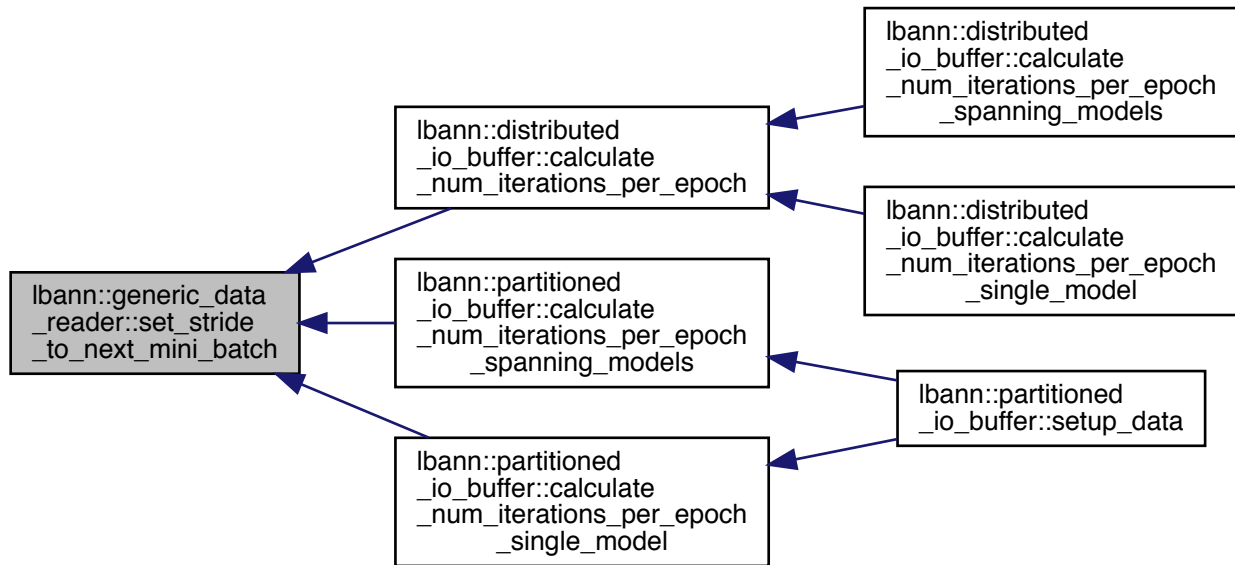 lbann::generic_data
_reader::set_stride
_to_next_mini_batch
lbann::distributed
_io_buffer::calculate
_num_iterations_per_epoch
lbann::partitioned
_io_buffer::calculate
_num_iterations_per_epoch
_spanning_models
lbann::partitioned
_io_buffer::calculate
_num_iterations_per_epoch
_single_model
lbann::distributed
_io_buffer::calculate
_num_iterations_per_epoch
_spanning_models
lbann::distributed
_io_buffer::calculate
_num_iterations_per_epoch
_single_model
lbann::partitioned
_io_buffer::setup_data